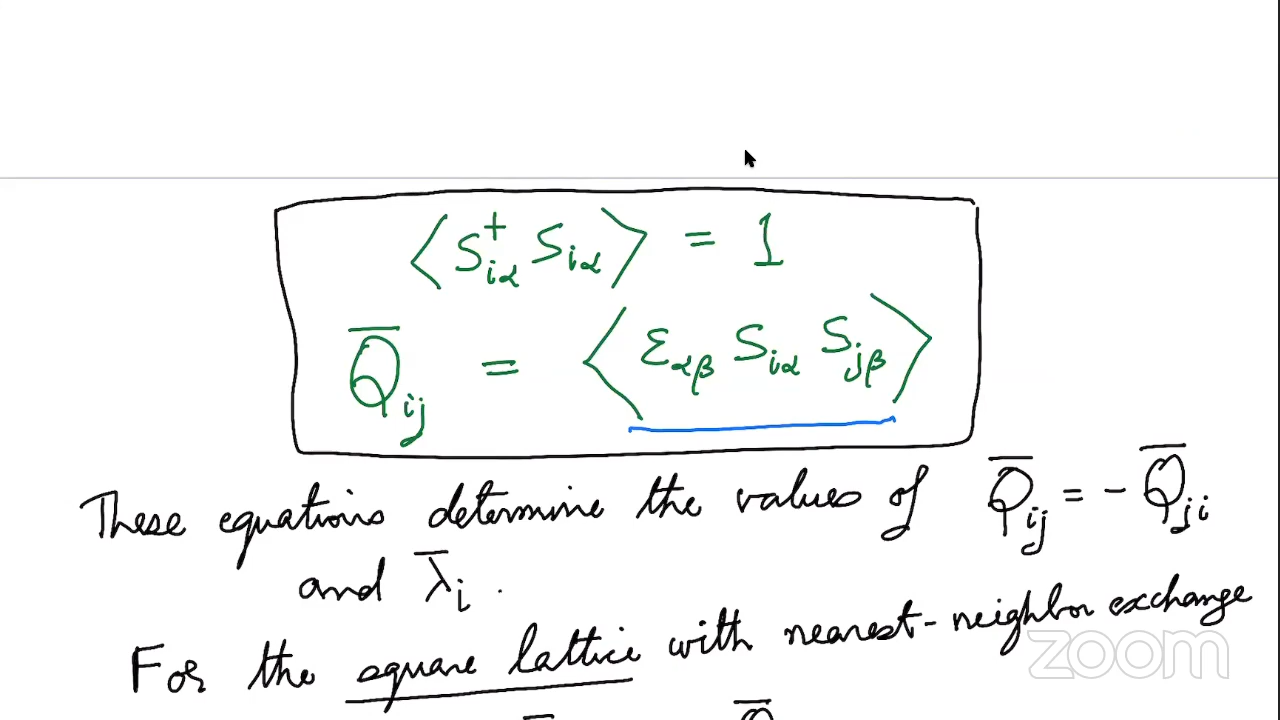 ⟨S†iα Siα⟩ = 1
Q̄ij = ⟨εαβ Siα Sjβ⟩
These equations determine the values of Q̄ij = - Q̄ji
and λ̄i.
For the square lattice with nearest-neighbor exchange
zoom